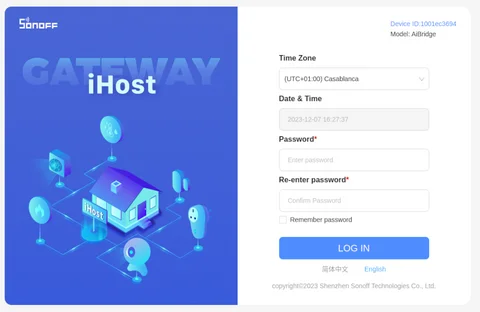 SONOFF
GATEWAY
iHost
iHost
Device ID:1001ec3694
Model: AiBridge
Time Zone
(UTC+01:00) Casablanca
Date & Time
2023-12-07:16:27:37
Password*
Enter password
Re-enter password*
Confirm Password
Remember password
LOG IN
简体中文 English
copyright©2023 Shenzhen Sonoff Technologies Co., Ltd.